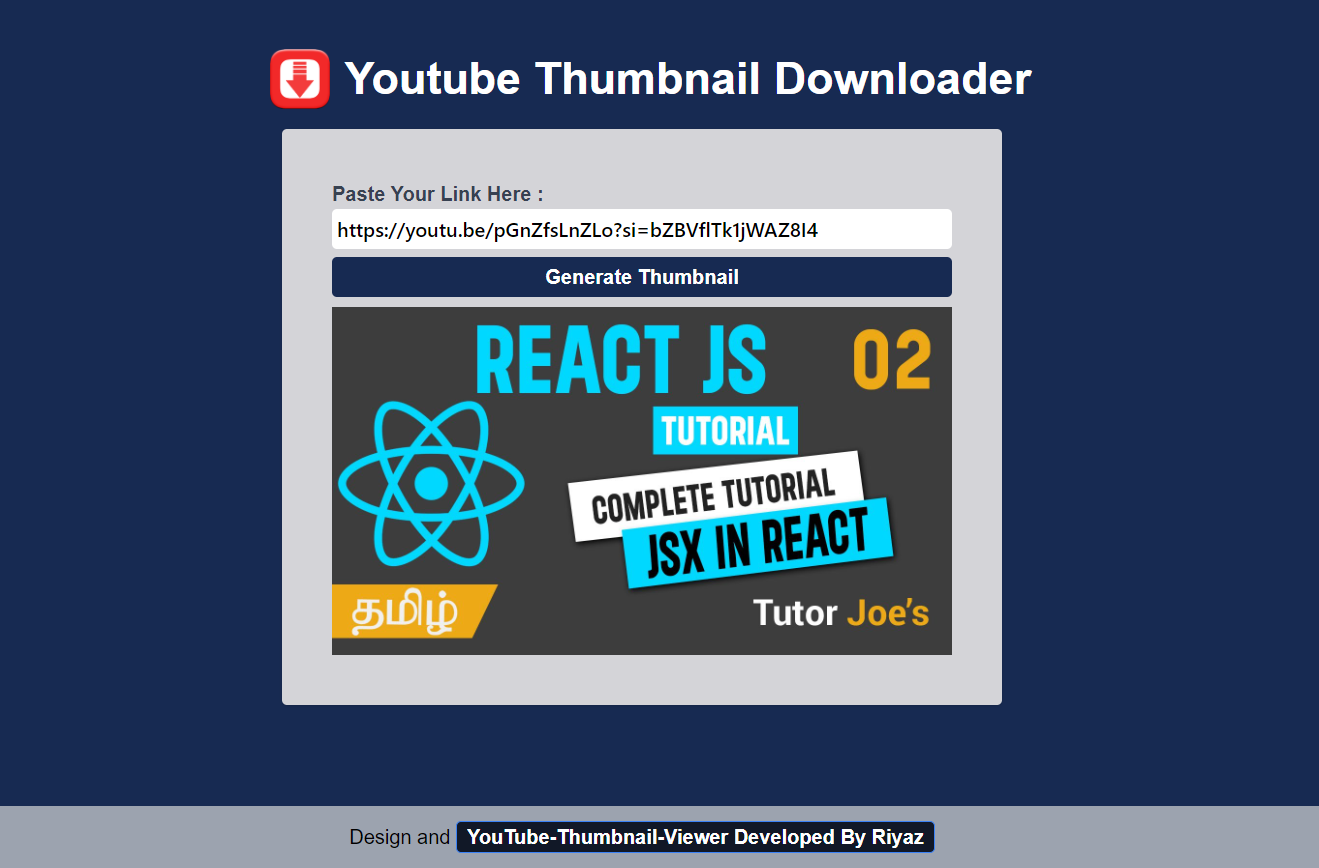 Youtube Thumbnail Downloader
Paste Your Link Here :
https://youtu.be/pGnZfsLnZLo?si=bZBVflTk1jWAZ8I4
Generate Thumbnail
REACT JS
02
TUTORIAL
COMPLETE TUTORIAL
JSX IN REACT
தமிழ்
Tutor Joe's
Design and YouTube-Thumbnail-Viewer Developed By Riyaz